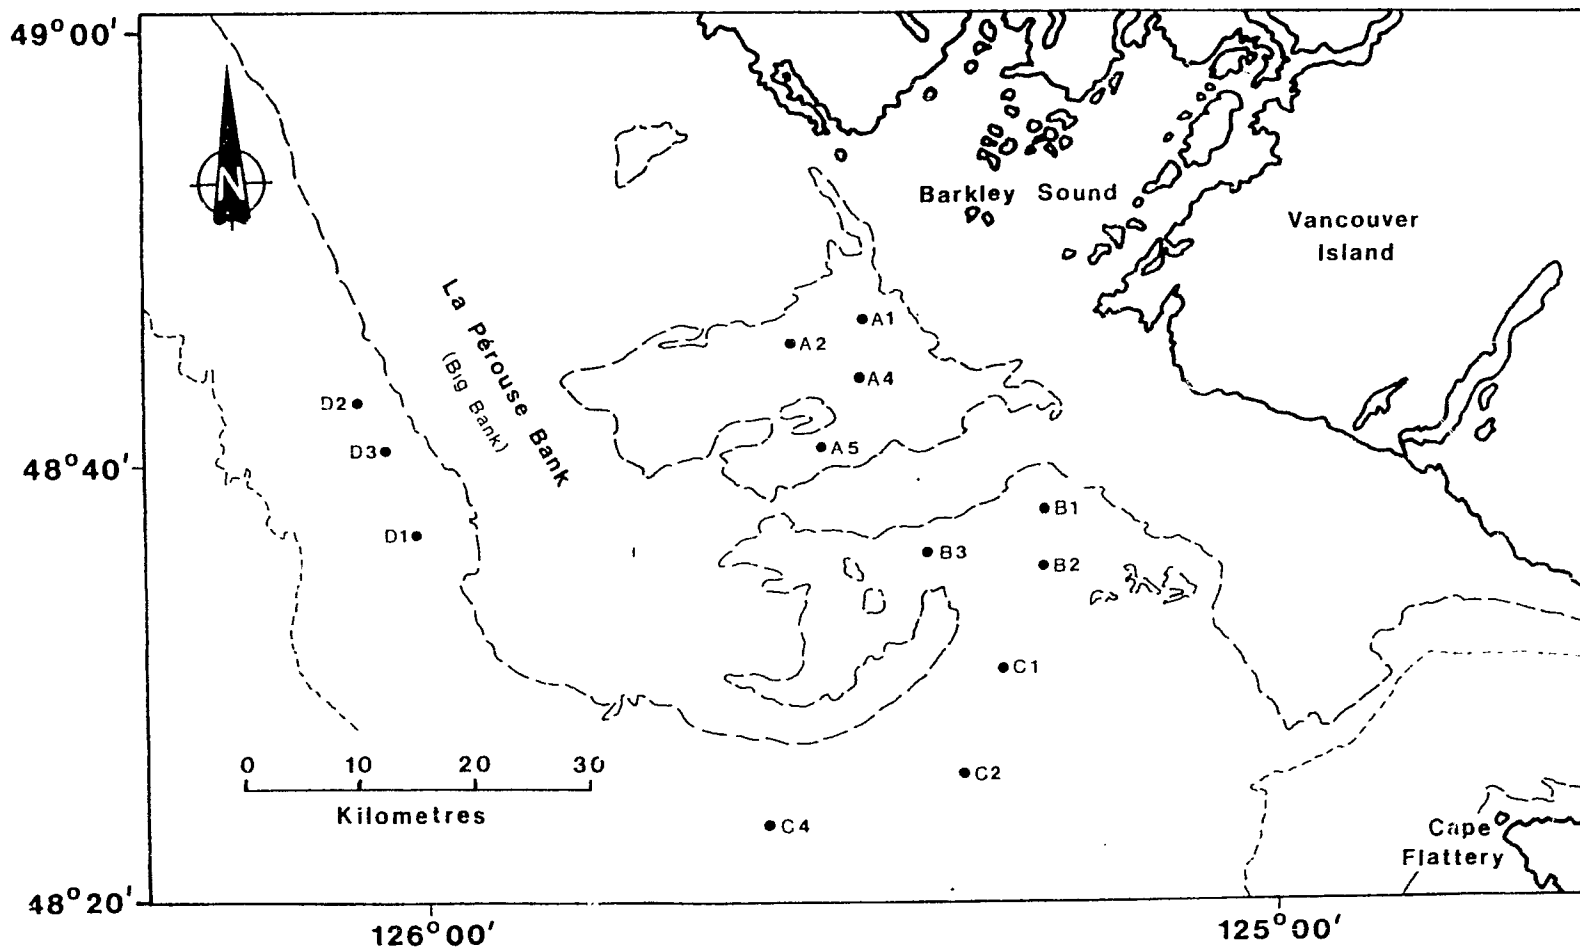 49°00'
N
Barkley Sound
Vancouver
Island
La Pérouse Bank
(Big Bank)
A1
A2
A4
D2
A5
D3
48°40'
B1
D1
B3
B2
C1
0 10 20 30
Kilometres
C2
C4
Cape
Flattery
48°20'
126°00'
125°00'